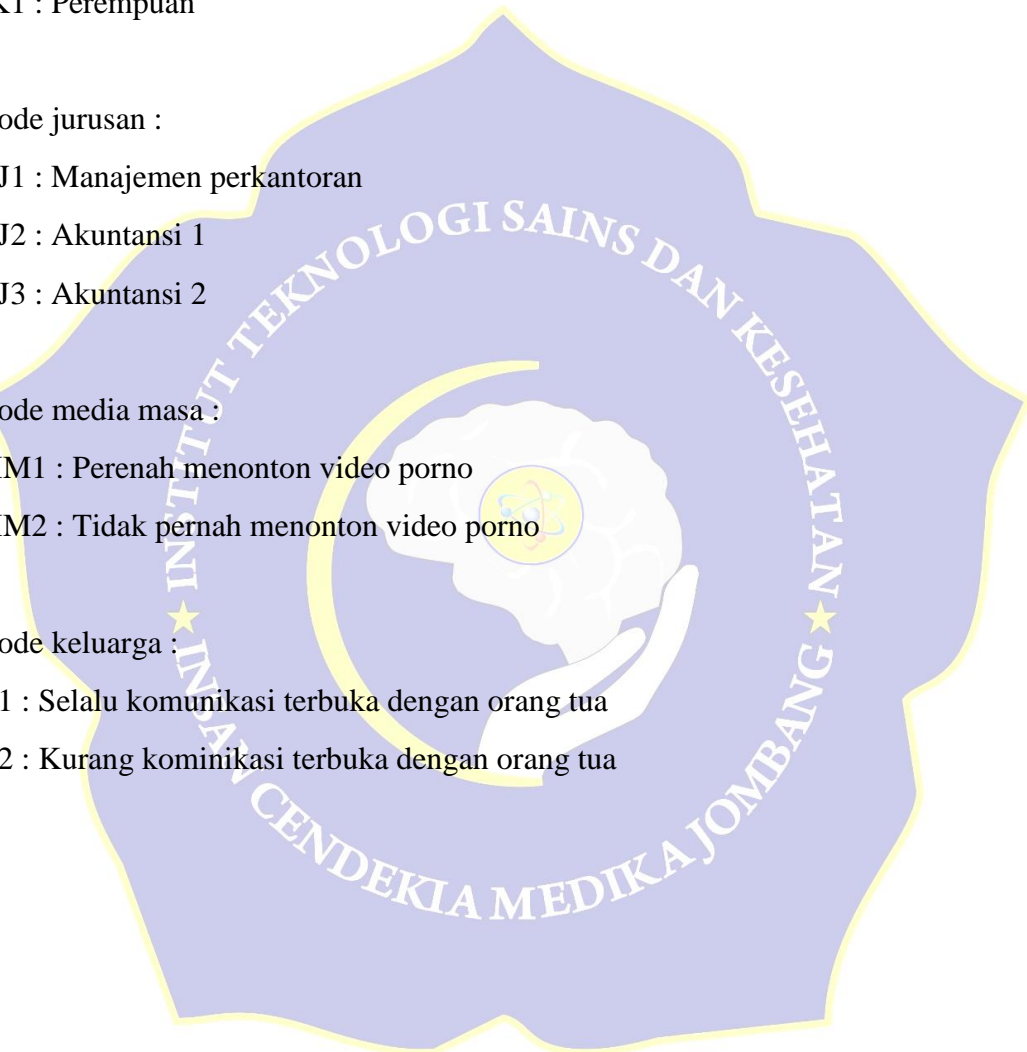 K1 : Perempuan
ode jurusan :
J1 : Manajemen perkantoran
J2 : Akuntansi 1
J3 : Akuntansi 2
ode media masa :
M1 : Perenah menonton video porno
M2 : Tidak pernah menonton video porno
ode keluarga :
1 : Selalu komunikasi terbuka dengan orang tua
2 : Kurang kominikasi terbuka dengan orang tua
INSTITUT TEKNOLOGI SAINS DAN KESEHATAN
INSAN CENDEKIA MEDIKA JOMBANG